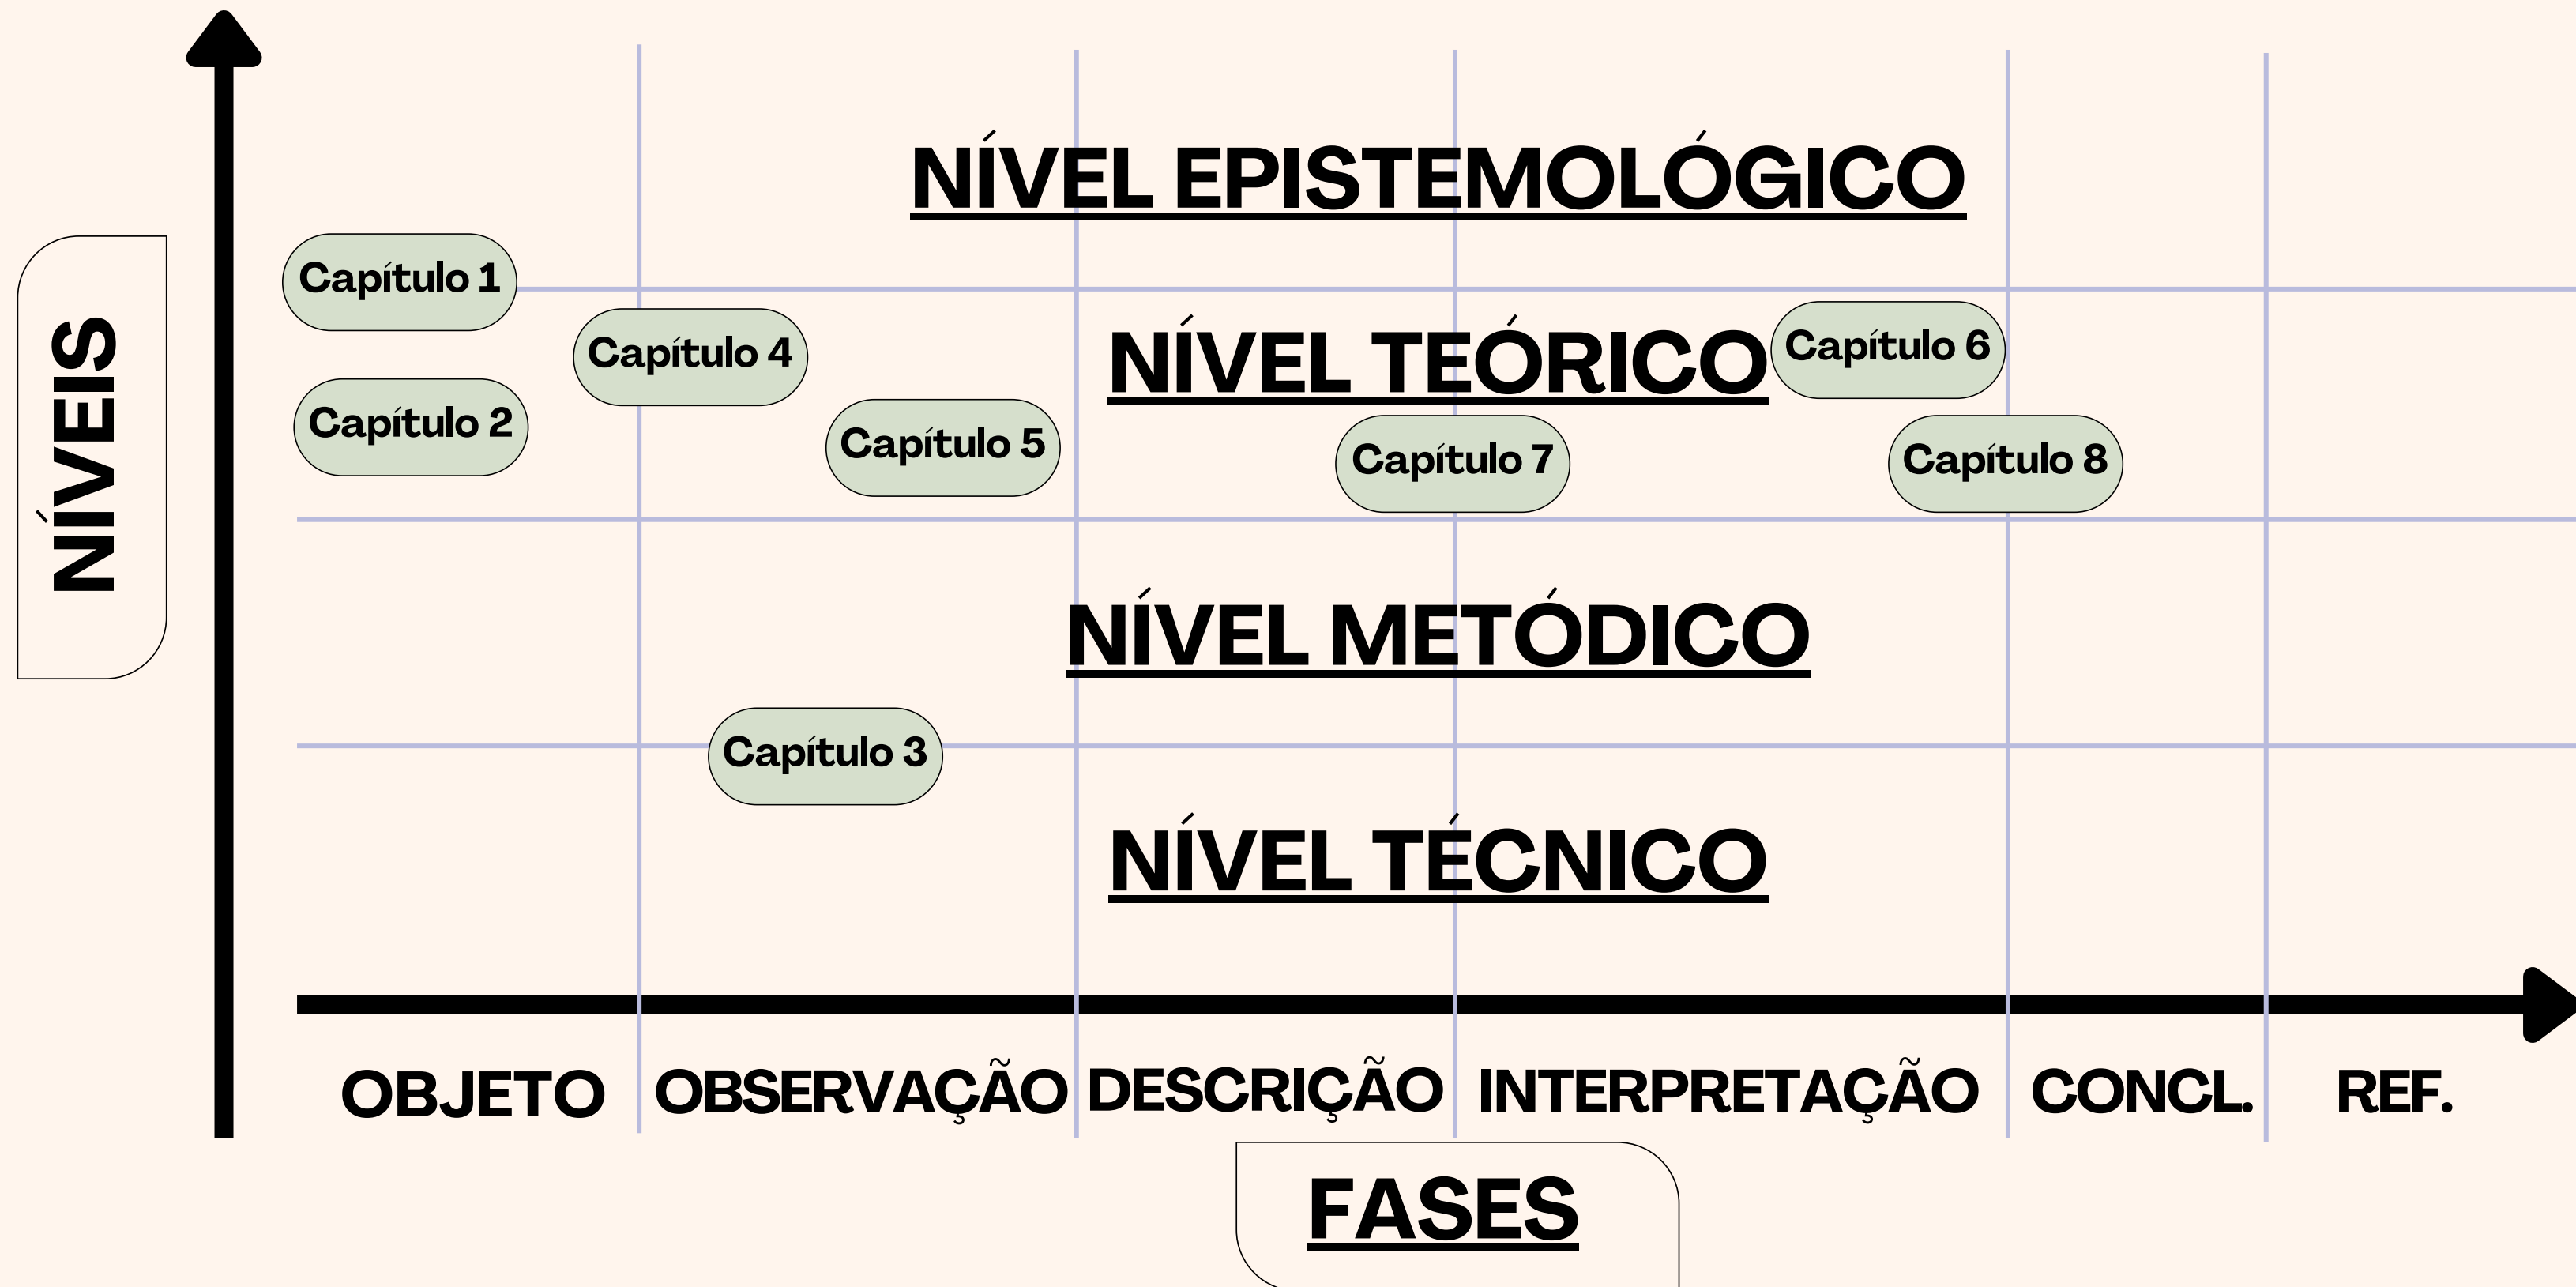 NÍVEIS
NÍVEL EPISTEMOLÓGICO
Capítulo 1
Capítulo 4
NÍVEL TEÓRICO
Capítulo 6
Capítulo 2
Capítulo 5
Capítulo 7
Capítulo 8
NÍVEL METÓDICO
Capítulo 3
NÍVEL TÉCNICO
OBJETO
OBSERVAÇÃO
DESCRIÇÃO
INTERPRETAÇÃO
CONCL.
REF.
FASES